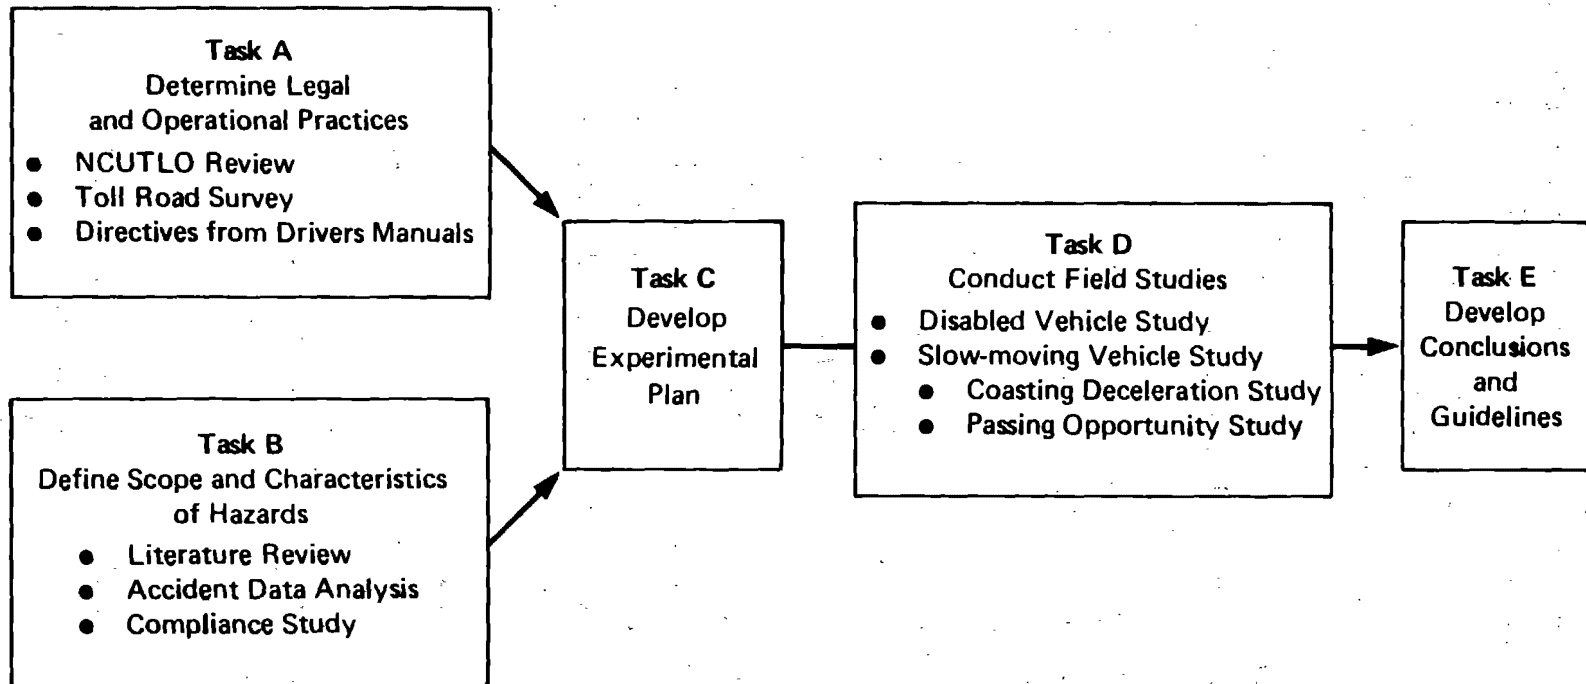 Task A
Determine Legal
and Operational Practices
● NCUTLO Review
● Toll Road Survey
● Directives from Drivers Manuals
Task B
Define Scope and Characteristics
of Hazards
● Literature Review
● Accident Data Analysis
● Compliance Study
Task C
Develop
Experimental
Plan
Task D
Conduct Field Studies
● Disabled Vehicle Study
● Slow-moving Vehicle Study
● Coasting Deceleration Study
● Passing Opportunity Study
Task E
Develop
Conclusions
and
Guidelines